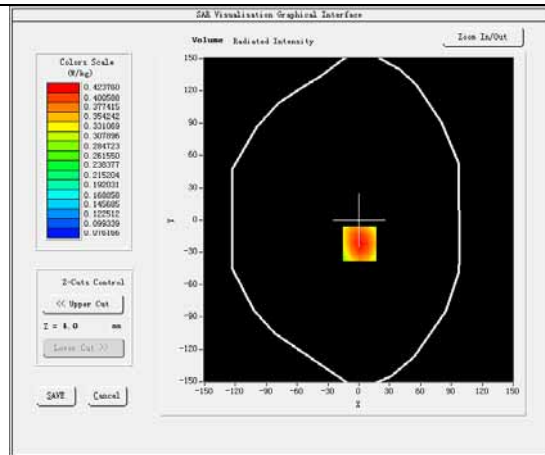 SAR Visualisation Graphical Interface
Volume Radiated Intensity
Zoom In/Out
Colors Scale
(W/kg)
0.423760
0.400588
0.377415
0.354242
0.331069
0.307896
0.284723
0.261550
0.238377
0.215204
0.192031
0.168858
0.145685
0.122512
0.099339
0.076166
Z-Cuts Control
<< Upper Cut
Z = 4.0 mm
Lower Cut >>
SAVE
Cancel
150
120
90
60
30
0
-30
-60
-90
-120
-150
Y
-150 -120 -90 -60 -30 0 30 60 90 120 150
X